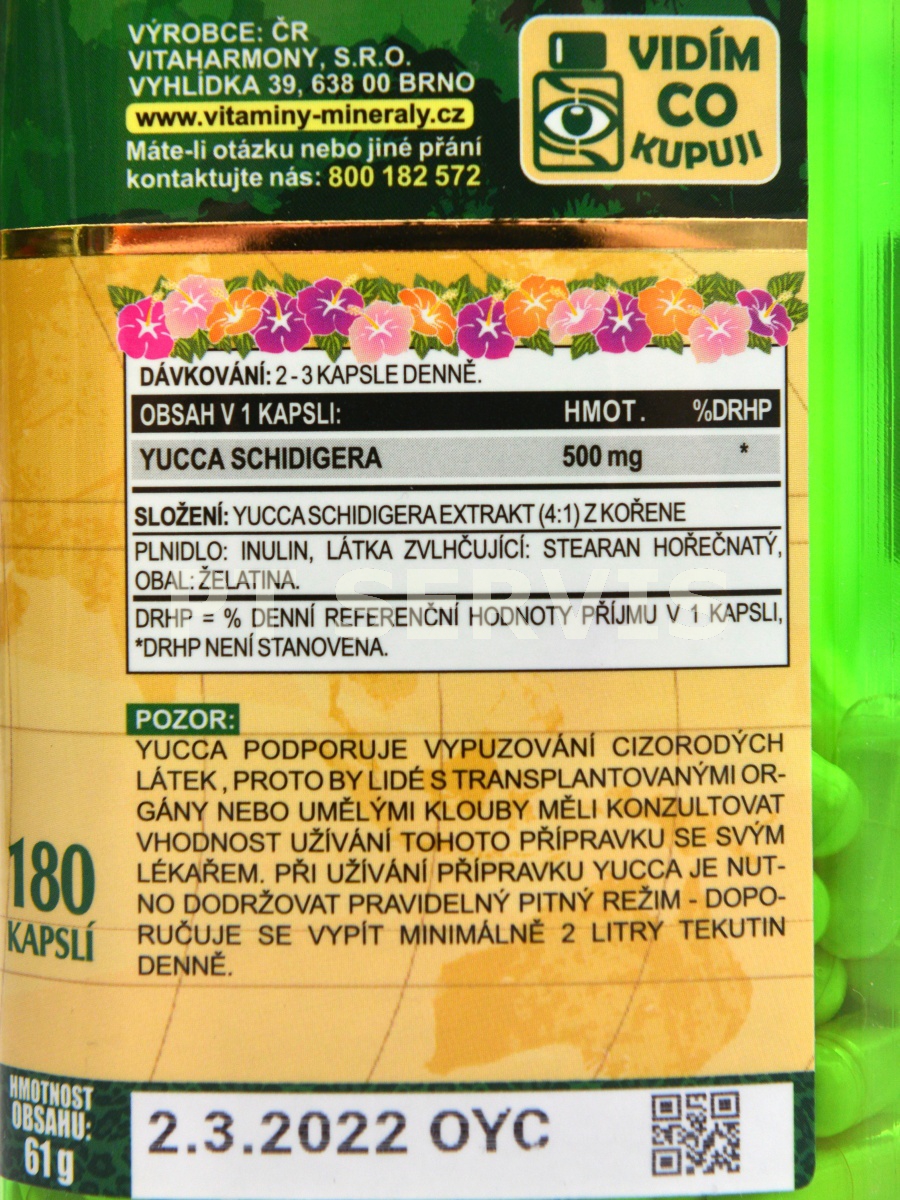 VÝROBCE: ČR
VITAHARMONY, S.R.O.
VYHLÍDKA 39, 638 00 BRNO
www.vitaminy-mineraly.cz
Máte-li otázku nebo jiné přání
kontaktujte nás: 800 182 572
VIDÍM
CO
KUPUJI
DÁVKOVÁNÍ: 2 - 3 KAPSLE DENNĚ.
OBSAH V 1 KAPSLI: HMOT. %DRHP
YUCCA SCHIDIGERA 500 mg *
SLOŽENÍ: YUCCA SCHIDIGERA EXTRAKT (4:1) Z KOŘENE
PLNIDLO: INULIN, LÁTKA ZVLHČUJÍCÍ: STEARAN HOŘEČNATÝ,
OBAL: ŽELATINA.
PT SERVIS
DRHP = % DENNÍ REFERENČNÍ HODNOTY PŘÍJMU V 1 KAPSLI,
*DRHP NENÍ STANOVENA.
POZOR:
YUCCA PODPORUJE VYPUZOVÁNÍ CIZORODÝCH
LÁTEK , PROTO BY LIDÉ S TRANSPLANTOVANÝMI OR-
GÁNY NEBO UMĚLÝMI KLOUBY MĚLI KONZULTOVAT
VHODNOST UŽÍVÁNÍ TOHOTO PŘÍPRAVKU SE SVÝM
LÉKAŘEM. PŘI UŽÍVÁNÍ PŘÍPRAVKU YUCCA JE NUT-
NO DODRŽOVAT PRAVIDELNÝ PITNÝ REŽIM - DOPO-
RUČUJE SE VYPÍT MINIMÁLNĚ 2 LITRY TEKUTIN
DENNĚ.
180
KAPSLÍ
HMOTNOST
OBSAHU:
61 g
2.3.2022 OYC